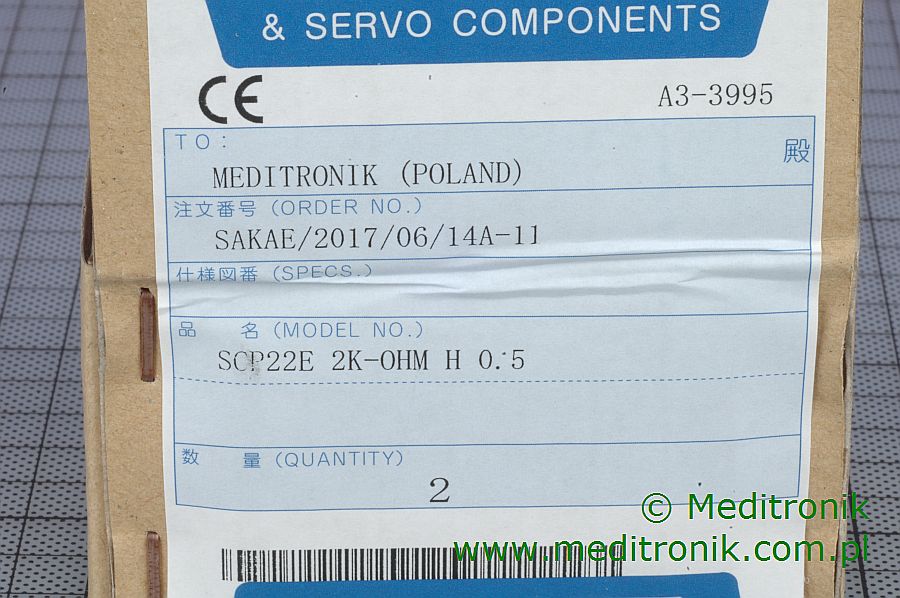 & SERVO COMPONENTS
CE
A3-3995
TO:
殿
MEDITRONIK (POLAND)
注文番号 (ORDER NO.)
SAKAE/2017/06/14A-11
仕様図番 (SPECS.)
品 名 (MODEL NO.)
SCP22E 2K-OHM H 0.5
数 量 (QUANTITY)
2
© Meditronik
www.meditronik.com.pl